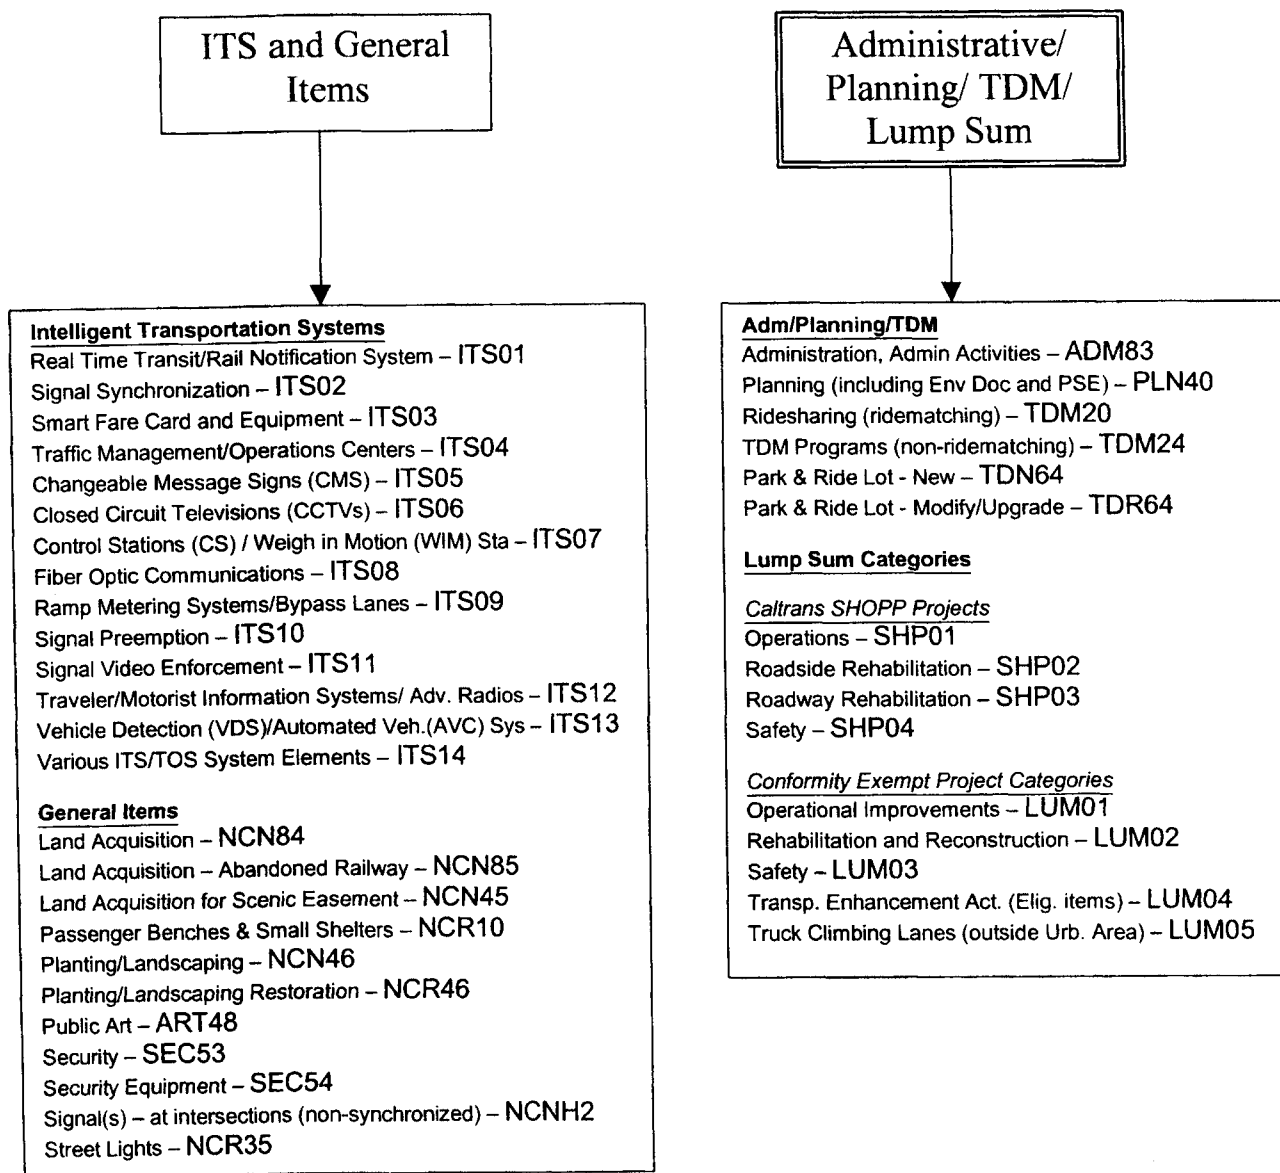 ITS and General
Items
Administrative/
Planning/ TDM/
Lump Sum
Intelligent Transportation Systems
Real Time Transit/Rail Notification System – ITS01
Signal Synchronization – ITS02
Smart Fare Card and Equipment – ITS03
Traffic Management/Operations Centers – ITS04
Changeable Message Signs (CMS) – ITS05
Closed Circuit Televisions (CCTVs) – ITS06
Control Stations (CS) / Weigh in Motion (WIM) Sta – ITS07
Fiber Optic Communications – ITS08
Ramp Metering Systems/Bypass Lanes – ITS09
Signal Preemption – ITS10
Signal Video Enforcement – ITS11
Traveler/Motorist Information Systems/ Adv. Radios – ITS12
Vehicle Detection (VDS)/Automated Veh.(AVC) Sys – ITS13
Various ITS/TOS System Elements – ITS14
General Items
Land Acquisition – NCN84
Land Acquisition – Abandoned Railway – NCN85
Land Acquisition for Scenic Easement – NCN45
Passenger Benches & Small Shelters – NCR10
Planting/Landscaping – NCN46
Planting/Landscaping Restoration – NCR46
Public Art – ART48
Security – SEC53
Security Equipment – SEC54
Signal(s) – at intersections (non-synchronized) – NCNH2
Street Lights – NCR35
Adm/Planning/TDM
Administration, Admin Activities – ADM83
Planning (including Env Doc and PSE) – PLN40
Ridesharing (ridematching) – TDM20
TDM Programs (non-ridematching) – TDM24
Park & Ride Lot - New – TDN64
Park & Ride Lot - Modify/Upgrade – TDR64
Lump Sum Categories
Caltrans SHOPP Projects
Operations – SHP01
Roadside Rehabilitation – SHP02
Roadway Rehabilitation – SHP03
Safety – SHP04
Conformity Exempt Project Categories
Operational Improvements – LUM01
Rehabilitation and Reconstruction – LUM02
Safety – LUM03
Transp. Enhancement Act. (Elig. items) – LUM04
Truck Climbing Lanes (outside Urb. Area) – LUM05